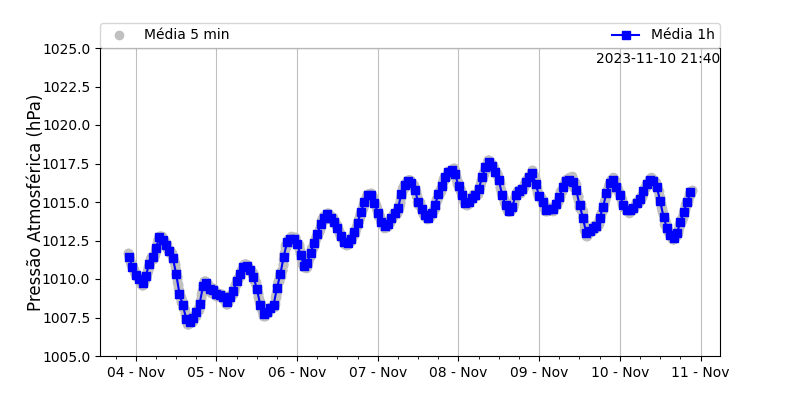 Média 5 min
Média 1h
2023-11-10 21:40
Pressão Atmosférica (hPa)
1025.0
1022.5
1020.0
1017.5
1015.0
1012.5
1010.0
1007.5
1005.0
04 - Nov
05 - Nov
06 - Nov
07 - Nov
08 - Nov
09 - Nov
10 - Nov
11 - Nov